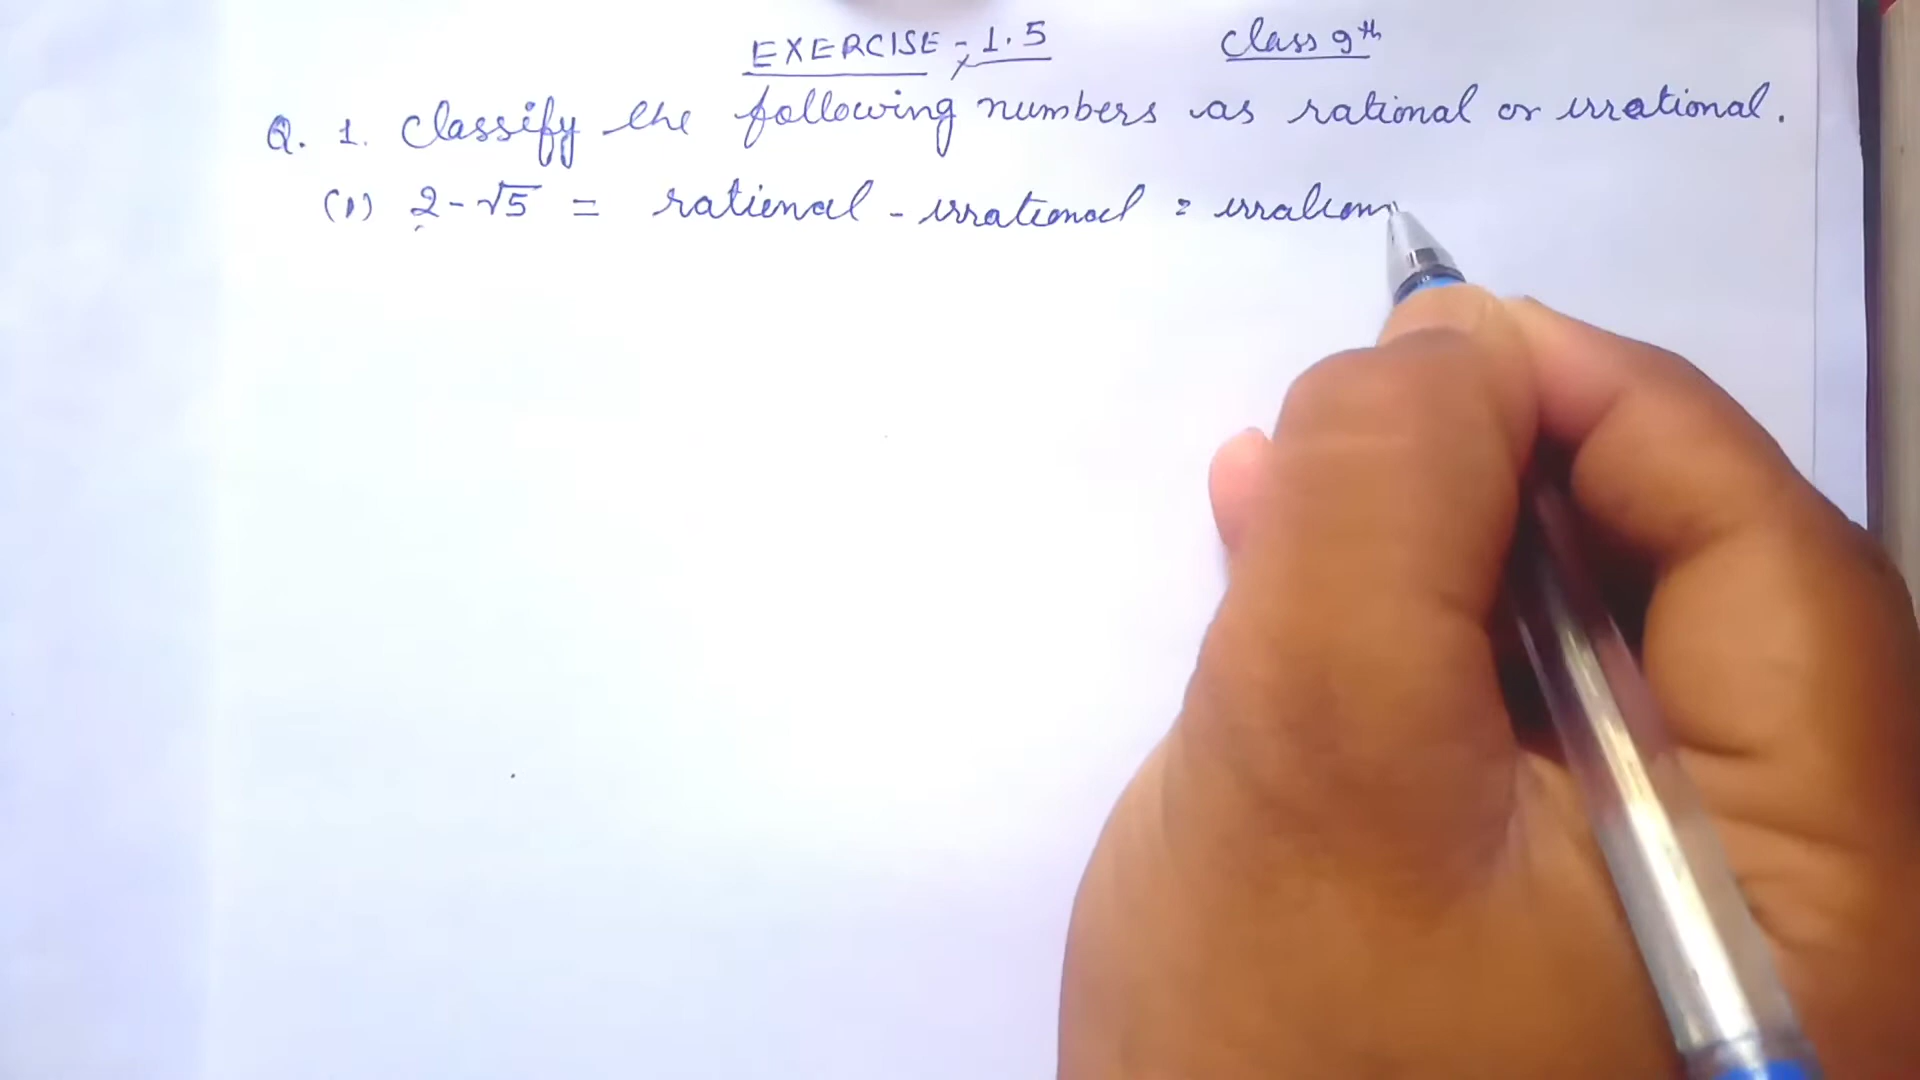 EXERCISE - 1.5 Class 9th
Q. 1. Classify the following numbers as rational or irrational.
(i) 2 - √5 = rational - irrational = irration